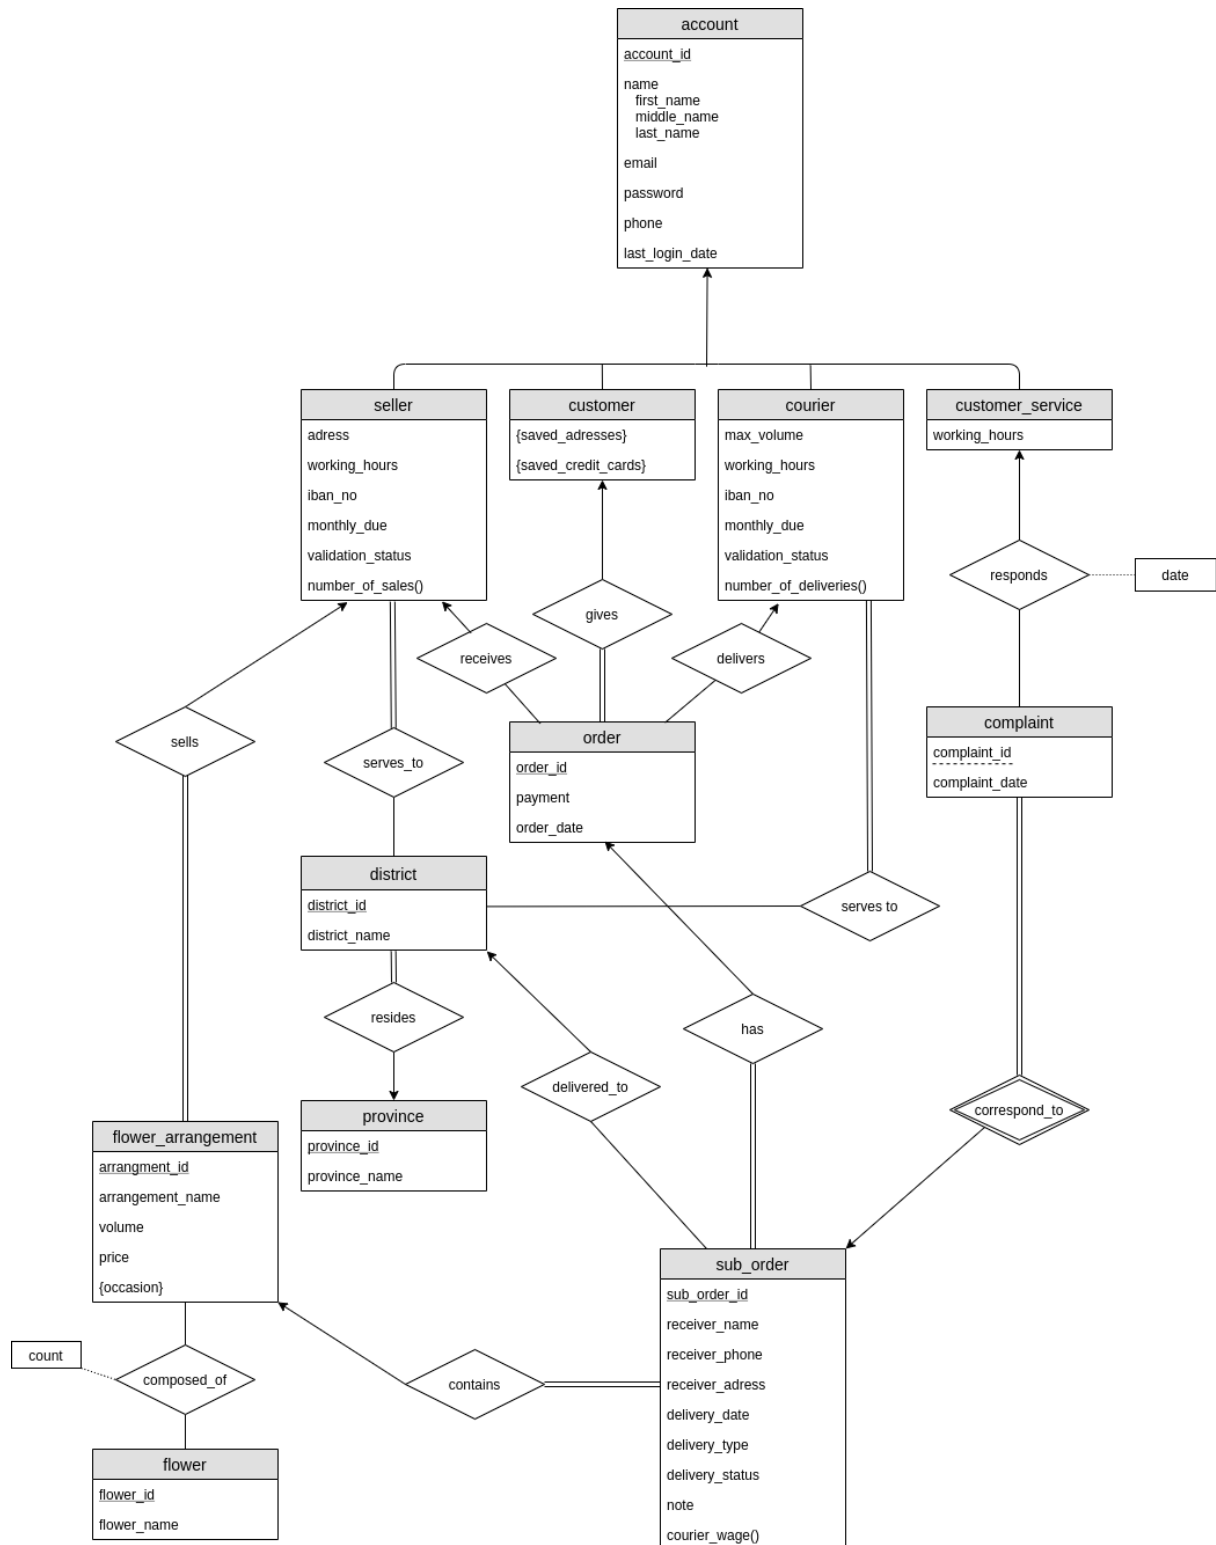 account
account_id
name
first_name
middle_name
last_name
email
password
phone
last_login_date
seller
adress
working_hours
iban_no
monthly_due
validation_status
number_of_sales()
customer
{saved_adresses}
{saved_credit_cards}
courier
max_volume
working_hours
iban_no
monthly_due
validation_status
number_of_deliveries()
customer_service
working_hours
responds
date
gives
receives
delivers
sells
serves_to
order
order_id
payment
order_date
complaint
complaint_id
complaint_date
district
district_id
district_name
serves to
resides
has
delivered_to
correspond_to
province
province_id
province_name
flower_arrangement
arrangment_id
arrangement_name
volume
price
{occasion}
sub_order
sub_order_id
receiver_name
receiver_phone
receiver_adress
delivery_date
delivery_type
delivery_status
note
courier_wage()
count
composed_of
contains
flower
flower_id
flower_name